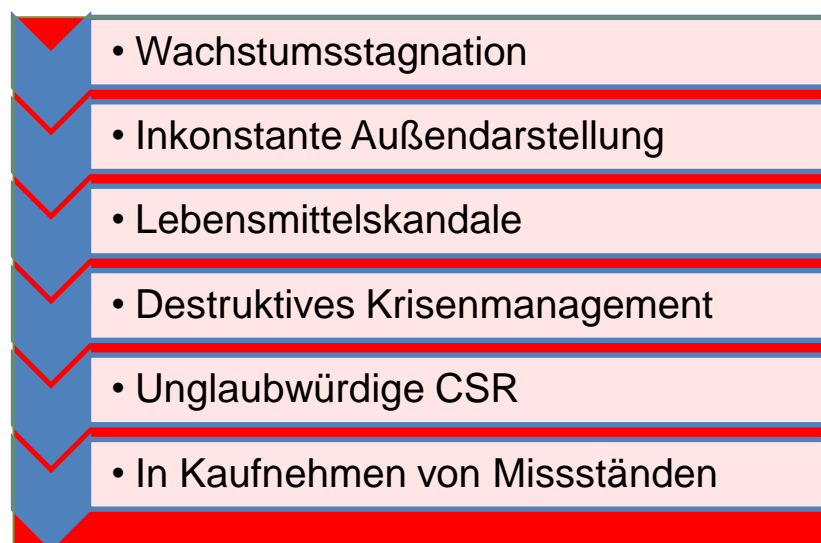 • Wachstumsstagnation
• Inkonstante Außendarstellung
• Lebensmittelskandale
• Destruktives Krisenmanagement
• Unglaubwürdige CSR
• In Kaufnehmen von Missständen